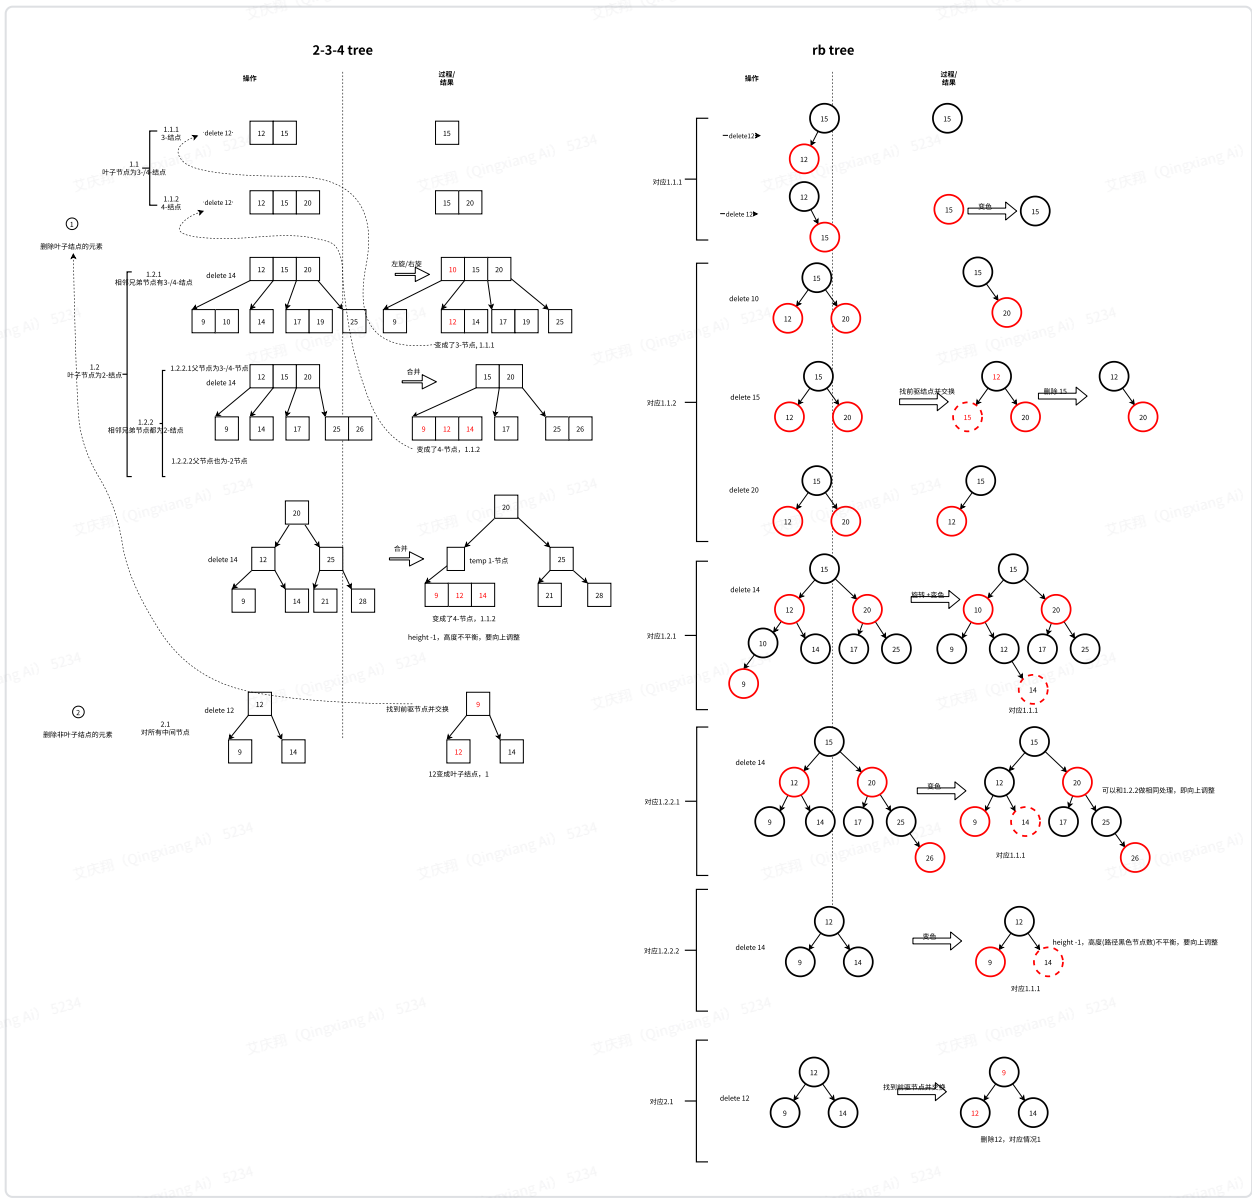 2-3-4 tree
操作
过程/
结果
1.1
叶子节点为3-/4-结点
1.1.1
3-结点
delete 12
12 15
15
1.1.2
4-结点
delete 12
12 15 20
15 20
1
删除叶子结点的元素
1.2
叶子节点为2-结点
1.2.1
相邻兄弟节点有3-/4-结点
delete 14
12 15 20
9 10 14 17 19 25
左旋/右旋
10 15 20
9 12 14 17 19 25
变成了3-节点, 1.1.1
1.2.2
相邻兄弟节点都为2-结点
1.2.2.1父节点为3-/4-节点
delete 14
12 15 20
9 14 17 25 26
合并
15 20
9 12 14 17 25 26
变成了4-节点，1.1.2
1.2.2.2父节点也为-2节点
delete 14
20
12 25
9 14 21 28
合并
20
temp 1-节点
25
9 12 14 21 28
变成了4-节点，1.1.2
height -1，高度不平衡，要向上调整
2
删除非叶子结点的元素
2.1
对所有中间节点
delete 12
12
9 14
找到前驱节点并交换
9
12 14
12变成叶子结点，1
rb tree
操作
过程/
结果
对应1.1.1
delete12
15
12
15
delete 12
12
15
15
变色
15
对应1.1.2
delete 10
15
12 20
15
20
delete 15
15
12 20
找前驱结点并交换
12
15 20
删除 15
12
20
delete 20
15
12 20
15
12
对应1.2.1
delete 14
15
12 20
10 14 17 25
9
旋转+变色
15
10 20
9 12 17 25
14
对应1.1.1
对应1.2.2.1
delete 14
15
12 20
9 14 17 25
26
变色
15
12 20
可以和1.2.2做相同处理，即向上调整
9 14 17 25
26
对应1.1.1
对应1.2.2.2
delete 14
12
9 14
变色
12
height -1，高度(路径黑色节点数)不平衡，要向上调整
9 14
对应1.1.1
对应2.1
delete 12
12
9 14
找到前驱节点并交换
9
12 14
删除12，对应情况1
艾庆翔（Qingxiang Ai） 5234